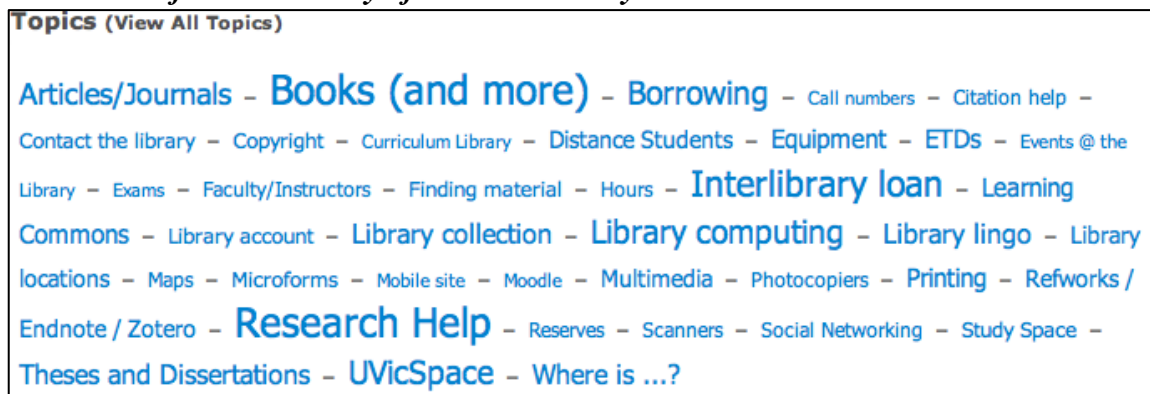 Topics (View All Topics)
Articles/Journals – Books (and more) – Borrowing – Call numbers – Citation help –
Contact the library – Copyright – Curriculum Library – Distance Students – Equipment – ETDs – Events @ the
Library – Exams – Faculty/Instructors – Finding material – Hours – Interlibrary loan – Learning
Commons – Library account – Library collection – Library computing – Library lingo – Library
locations – Maps – Microforms – Mobile site – Moodle – Multimedia – Photocopiers – Printing – Refworks /
Endnote / Zotero – Research Help – Reserves – Scanners – Social Networking – Study Space –
Theses and Dissertations – UVicSpace – Where is ...?